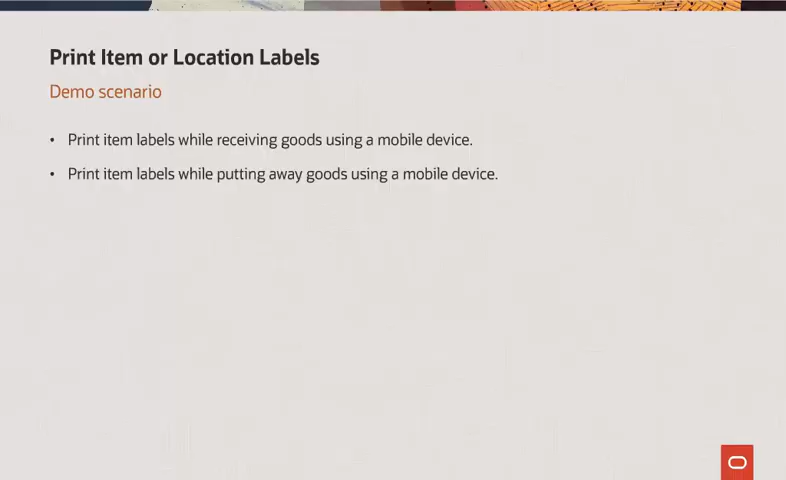 Print Item or Location Labels
Demo scenario
• Print item labels while receiving goods using a mobile device.
• Print item labels while putting away goods using a mobile device.